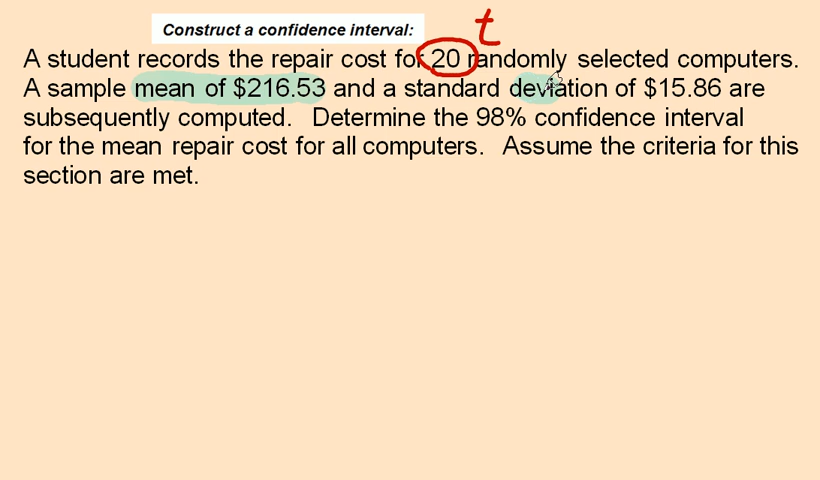 Construct a confidence interval:
t
A student records the repair cost for 20 randomly selected computers.
A sample mean of $216.53 and a standard deviation of $15.86 are
subsequently computed. Determine the 98% confidence interval
for the mean repair cost for all computers. Assume the criteria for this
section are met.